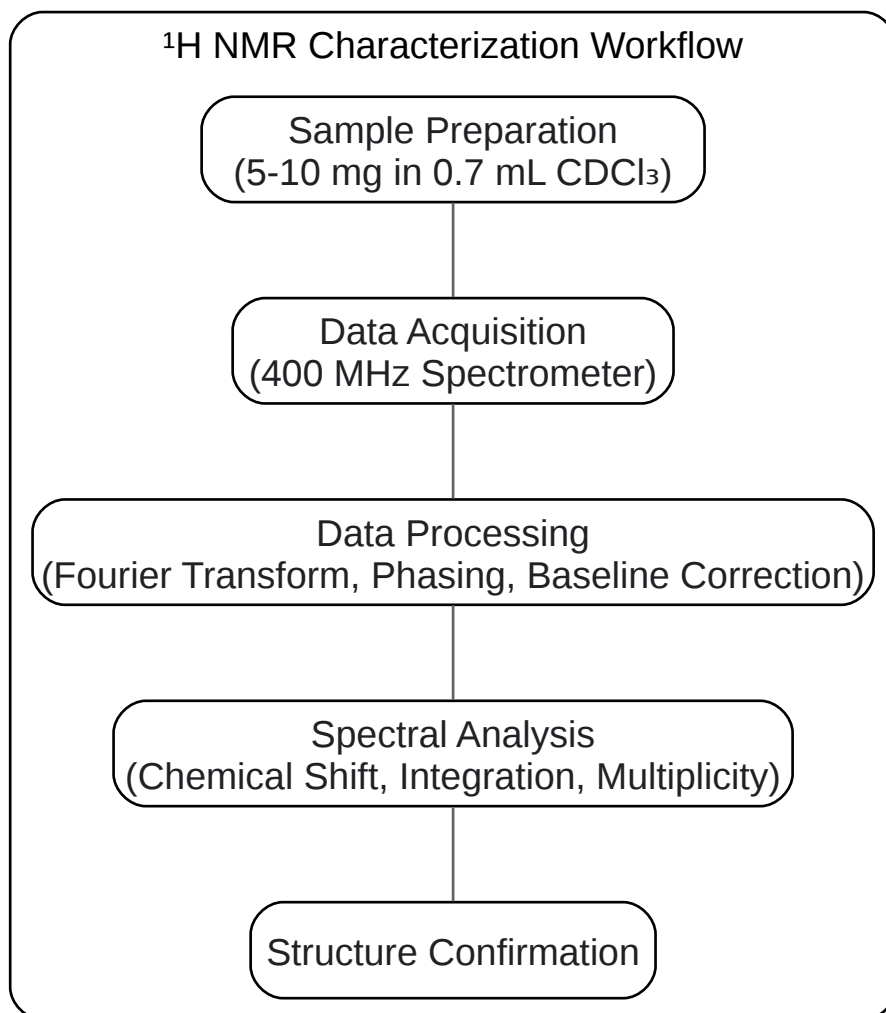 ¹H NMR Characterization Workflow
Sample Preparation
(5-10 mg in 0.7 mL CDCl₃)
Data Acquisition
(400 MHz Spectrometer)
Data Processing
(Fourier Transform, Phasing, Baseline Correction)
Spectral Analysis
(Chemical Shift, Integration, Multiplicity)
Structure Confirmation